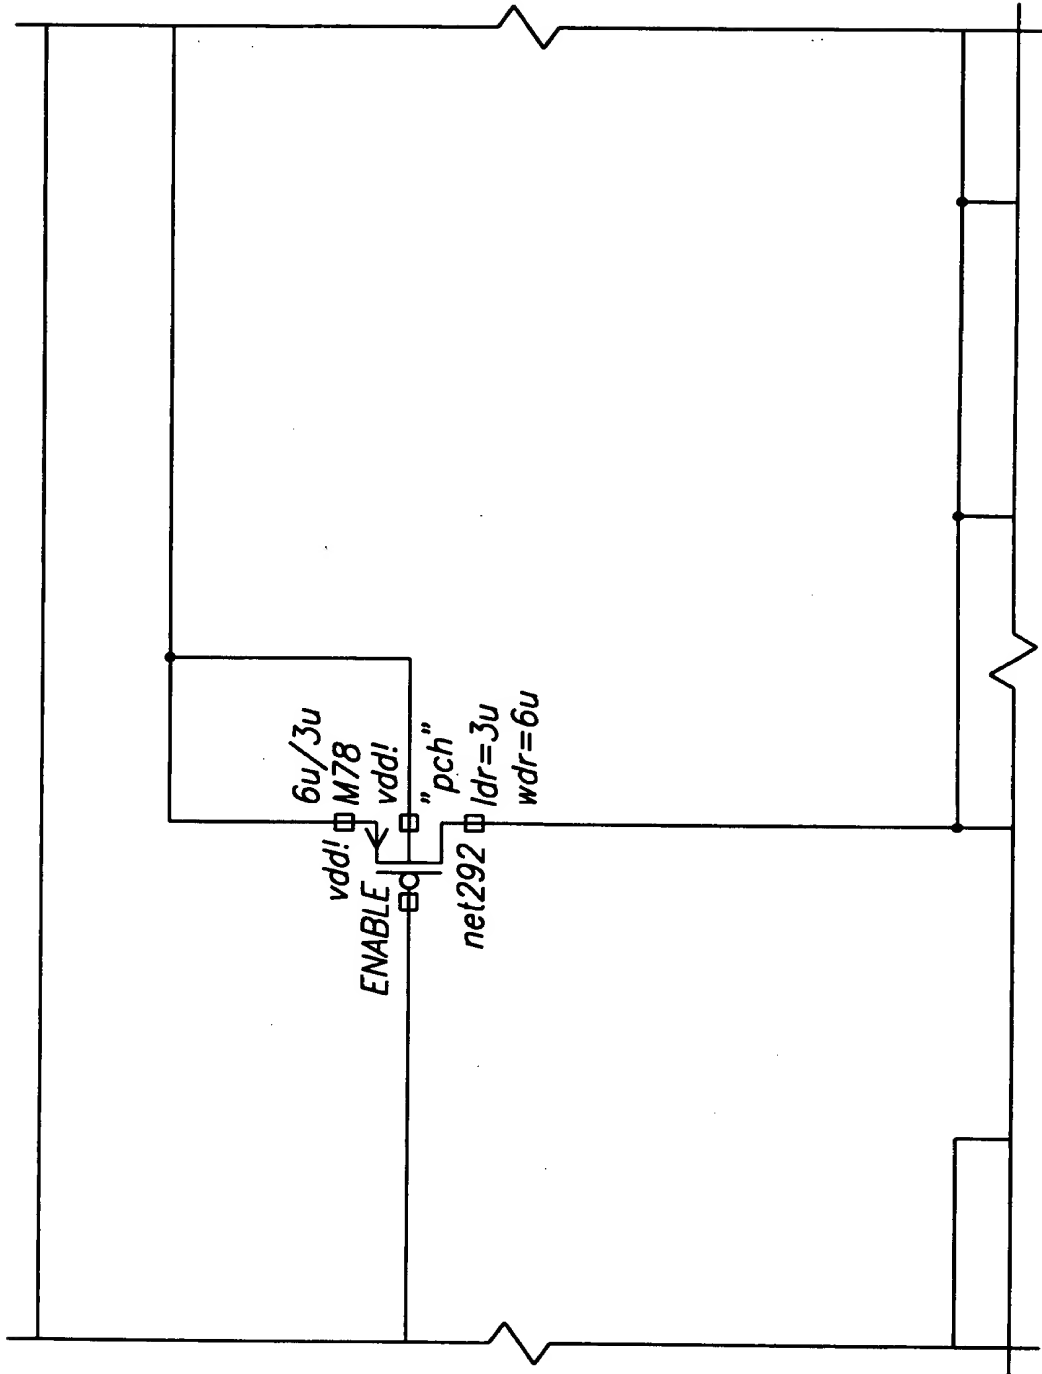 6u/3u
M78
vdd!
vdd!
"pch"
ENABLE
ldr=3u
net292
wdr=6u